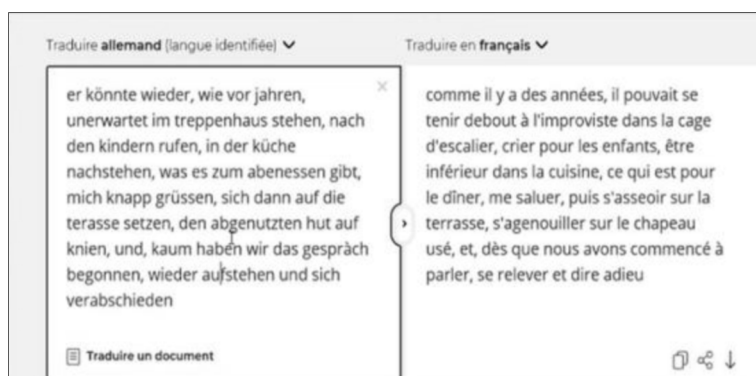 Traduire allemand (langue identifiée)
Traduire en français
er könnte wieder, wie vor jahren,
unerwartet im treppenhaus stehen, nach
den kindern rufen, in der küche
nachstehen, was es zum abenessen gibt,
mich knapp grüssen, sich dann auf die
terasse setzen, den abgenutzten hut auf
knien, und, kaum haben wir das gespràch
begonnen, wieder aufstehen und sich
verabschieden
Traduire un document
comme il y a des années, il pouvait se
tenir debout à l'improviste dans la cage
d'escalier, crier pour les enfants, être
inférieur dans la cuisine, ce qui est pour
le dîner, me saluer, puis s'asseoir sur la
terrasse, s'agenouiller sur le chapeau
usé, et, dès que nous avons commencé à
parler, se relever et dire adieu